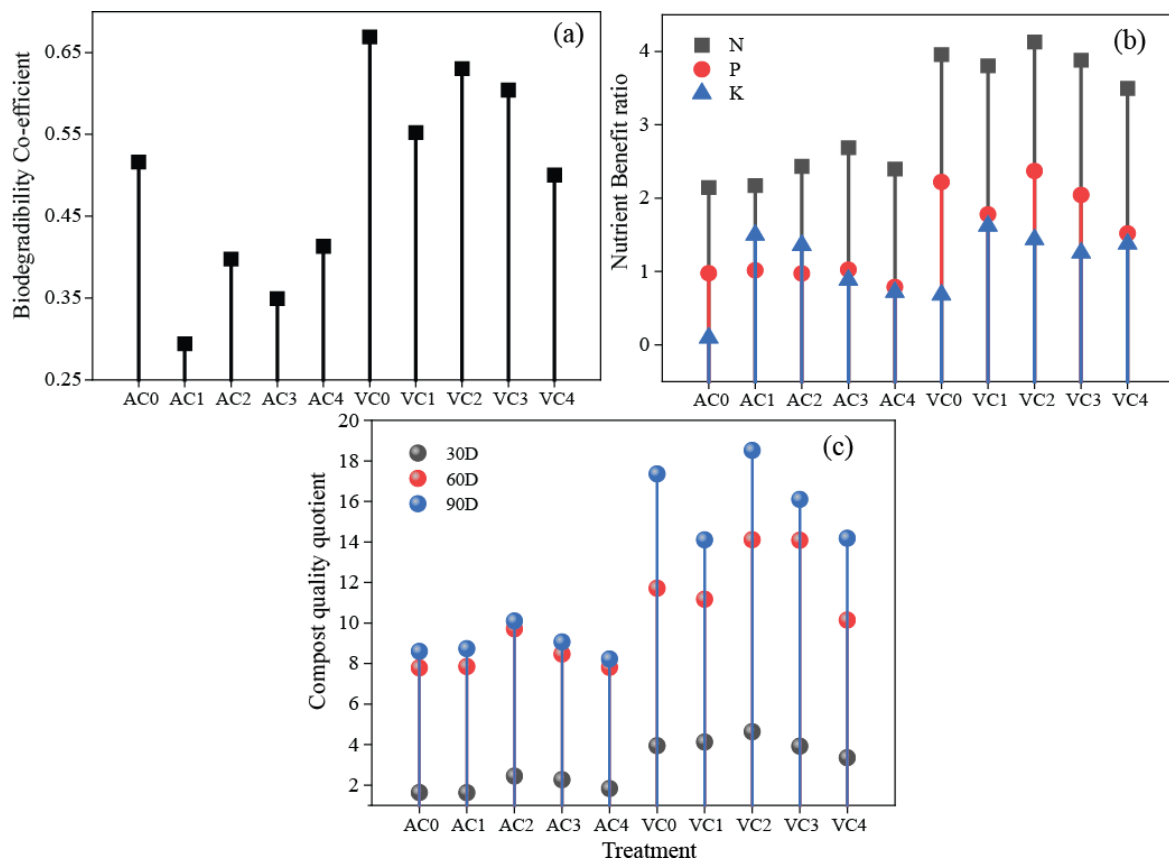 (a)
Biodegradibility Co-efficient
0.65
0.55
0.45
0.35
0.25
AC0 AC1 AC2 AC3 AC4 VC0 VC1 VC2 VC3 VC4
(b)
N
P
K
Nutrient Benefit ratio
4
3
2
1
0
AC0 AC1 AC2 AC3 AC4 VC0 VC1 VC2 VC3 VC4
(c)
30D
60D
90D
Compost quality quotient
20
18
16
14
12
10
8
6
4
2
AC0 AC1 AC2 AC3 AC4 VC0 VC1 VC2 VC3 VC4
Treatment